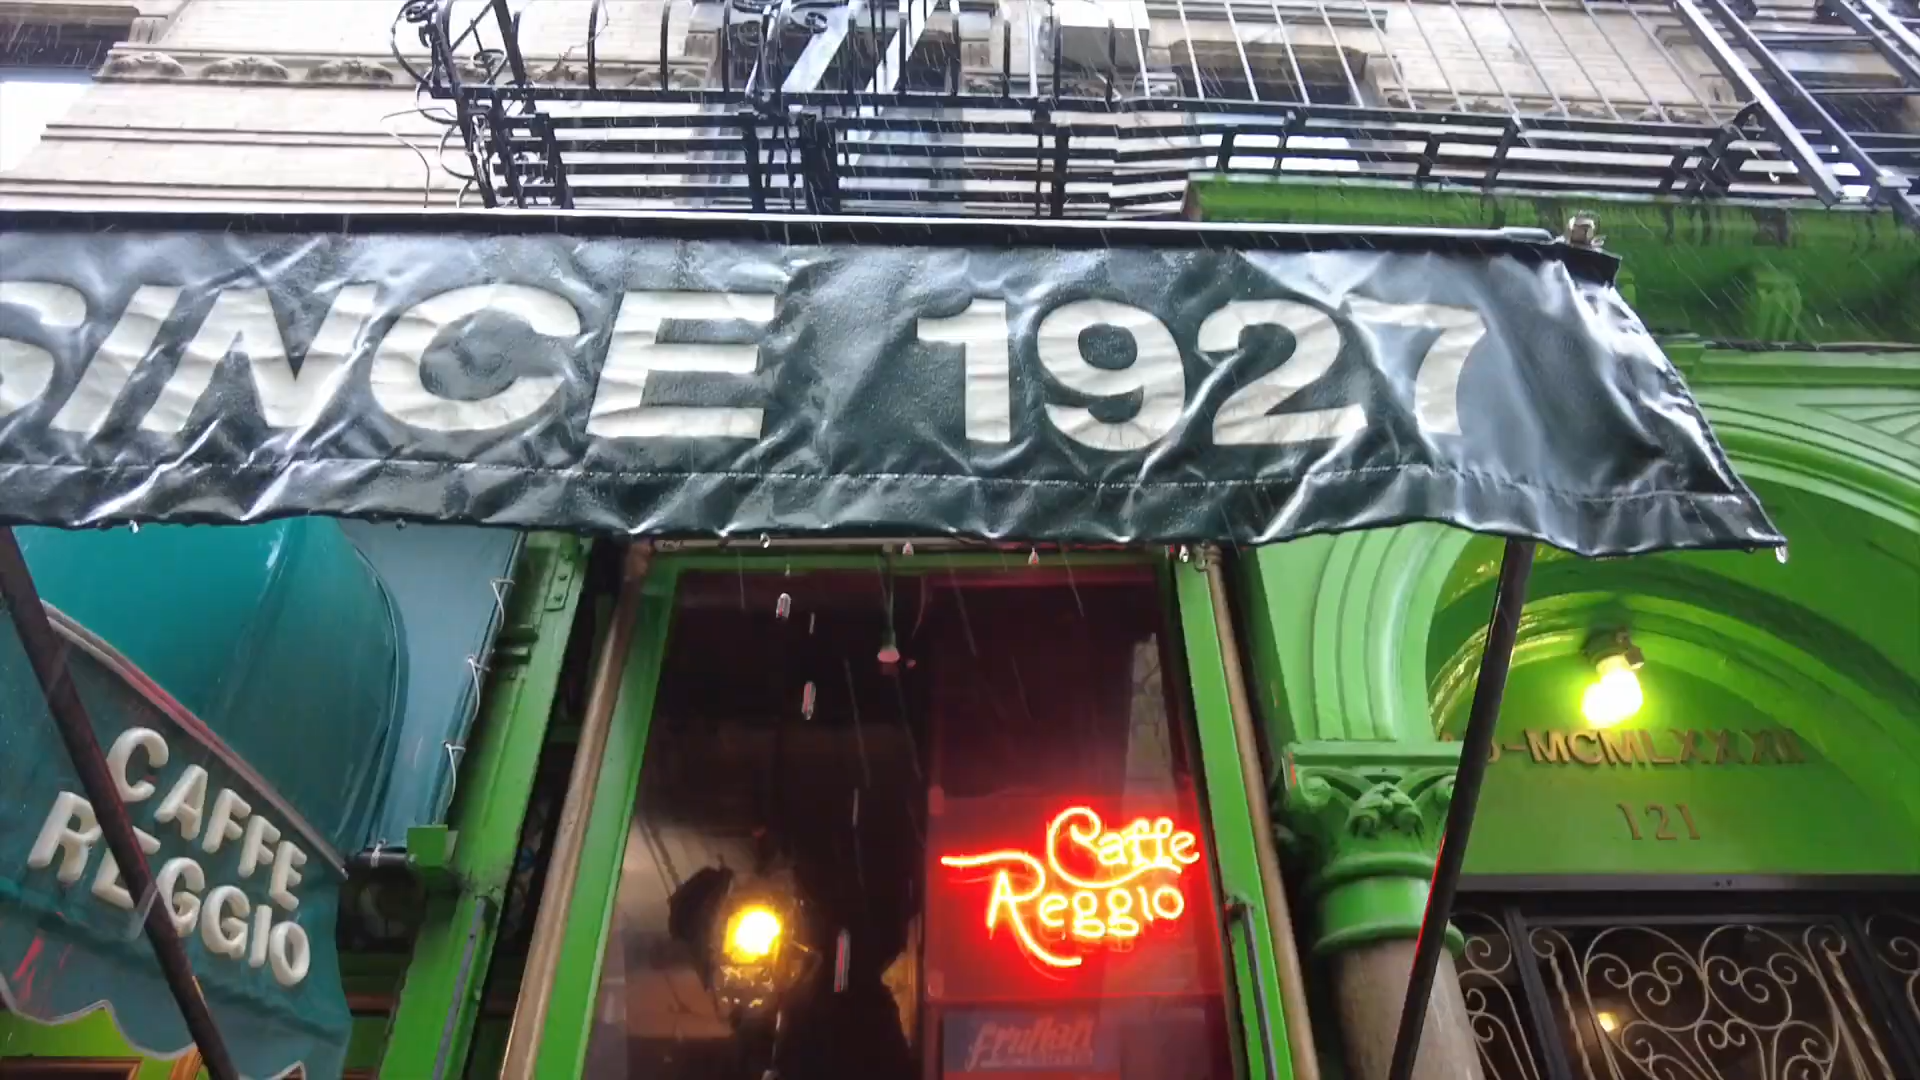 SINCE 1927
CAFFE
REGGIO
Caffe
Reggio
-MCMLXXXII
121